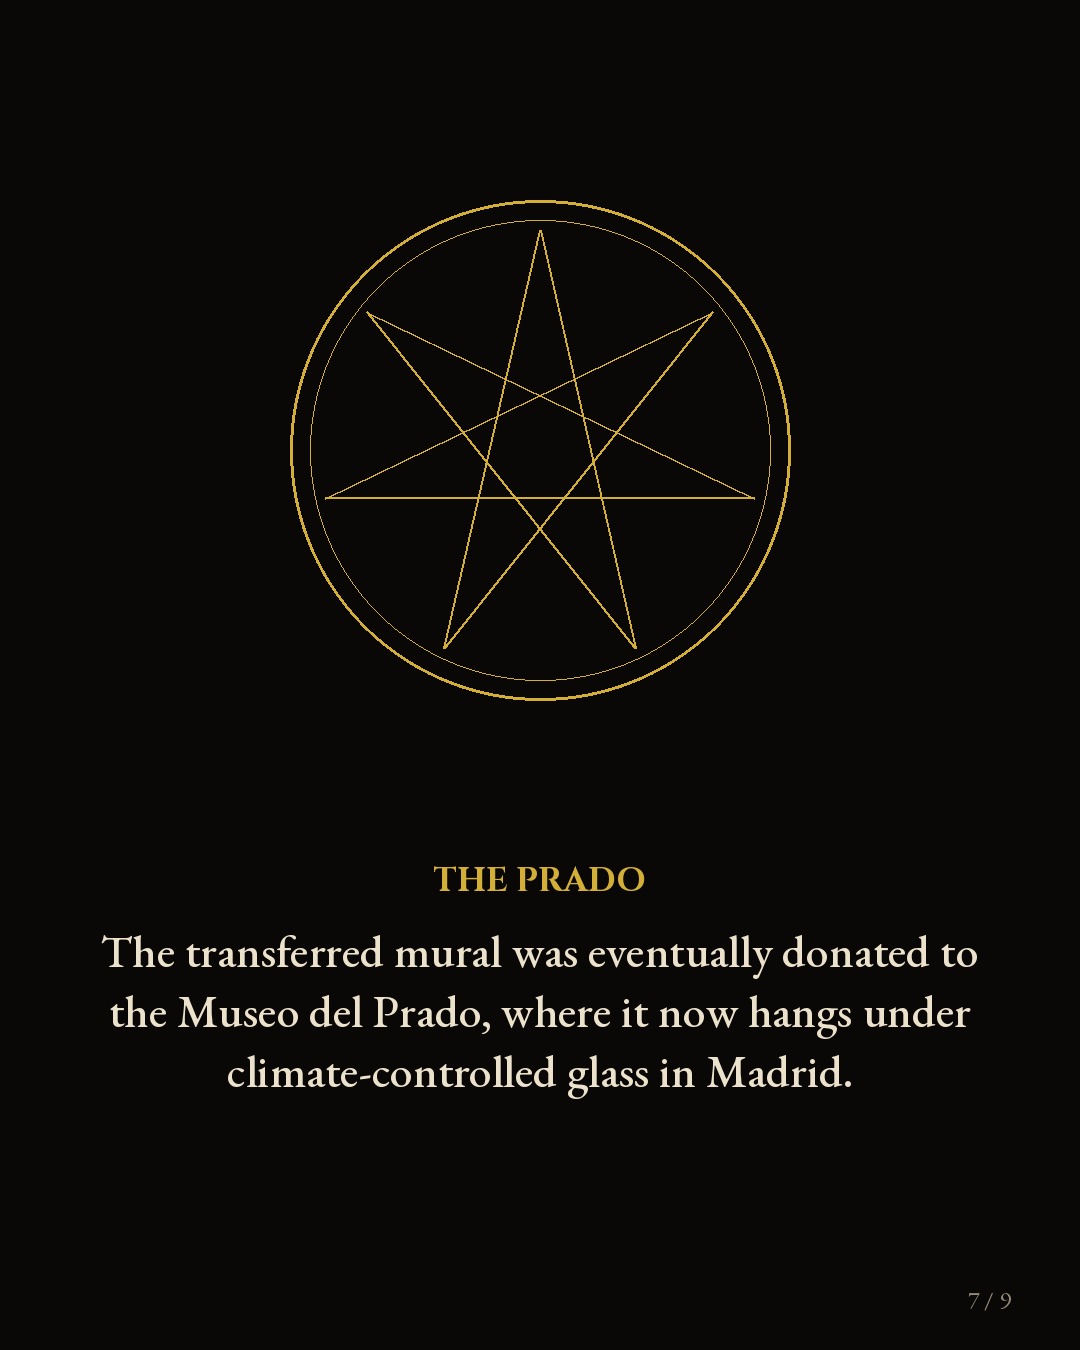 THE PRADO
The transferred mural was eventually donated to
the Museo del Prado, where it now hangs under
climate-controlled glass in Madrid.
7 / 9